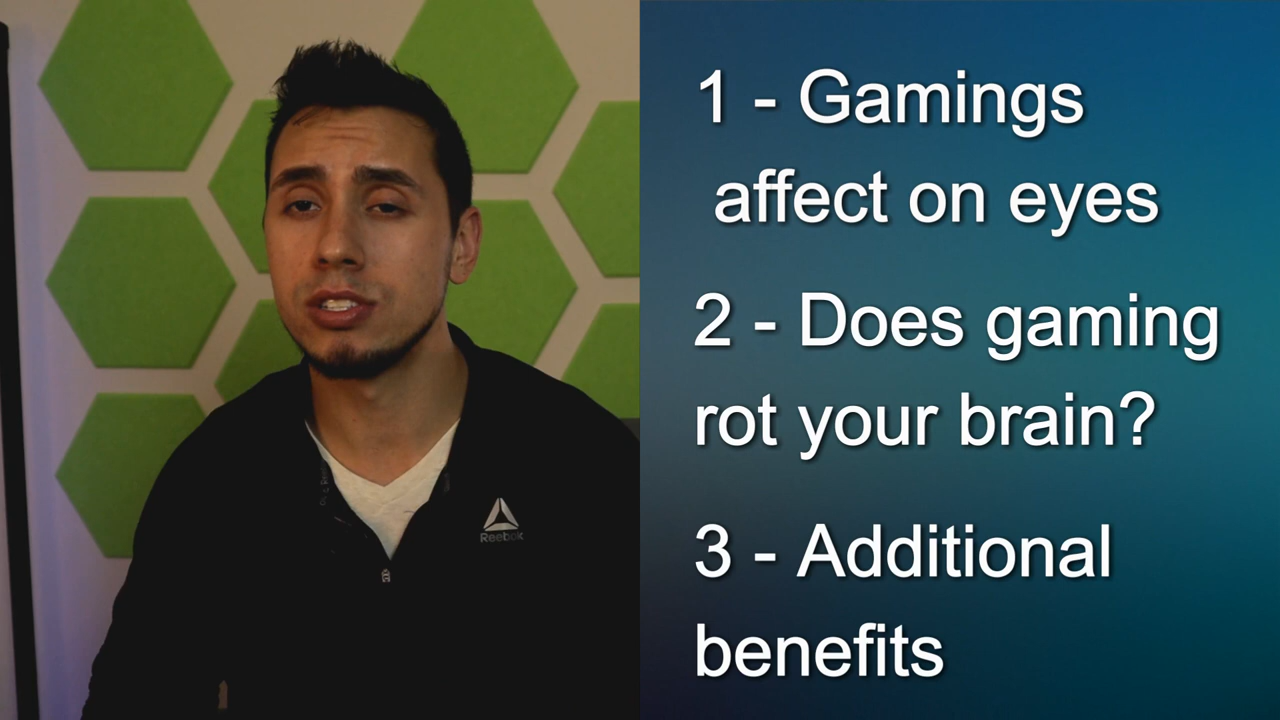 1 - Gamings
affect on eyes
2 - Does gaming
rot your brain?
3 - Additional
benefits
Reebok